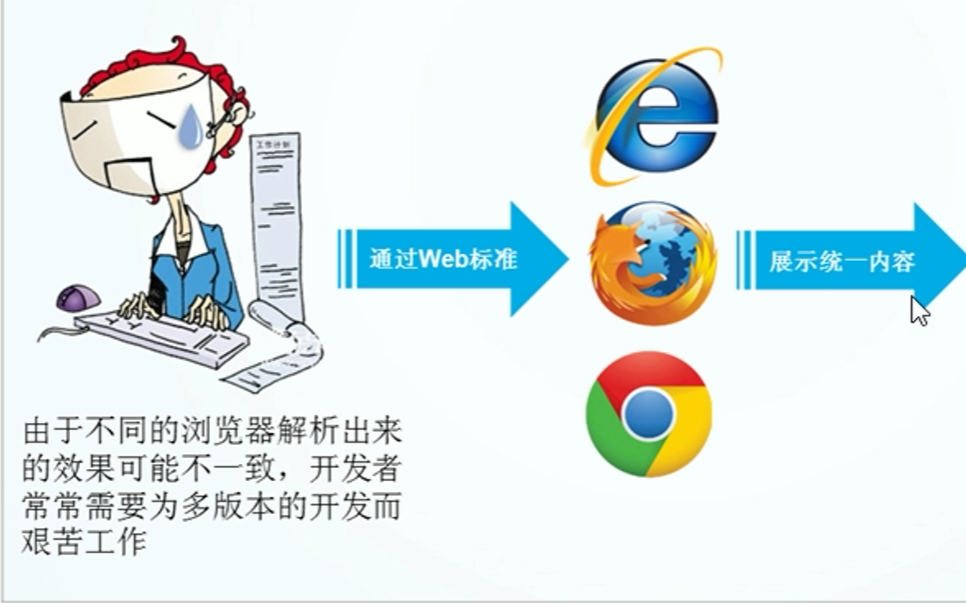 工作计划
通过Web标准
展示统一内容
由于不同的浏览器解析出来
的效果可能不一致，开发者
常常需要为多版本的开发而
艰苦工作